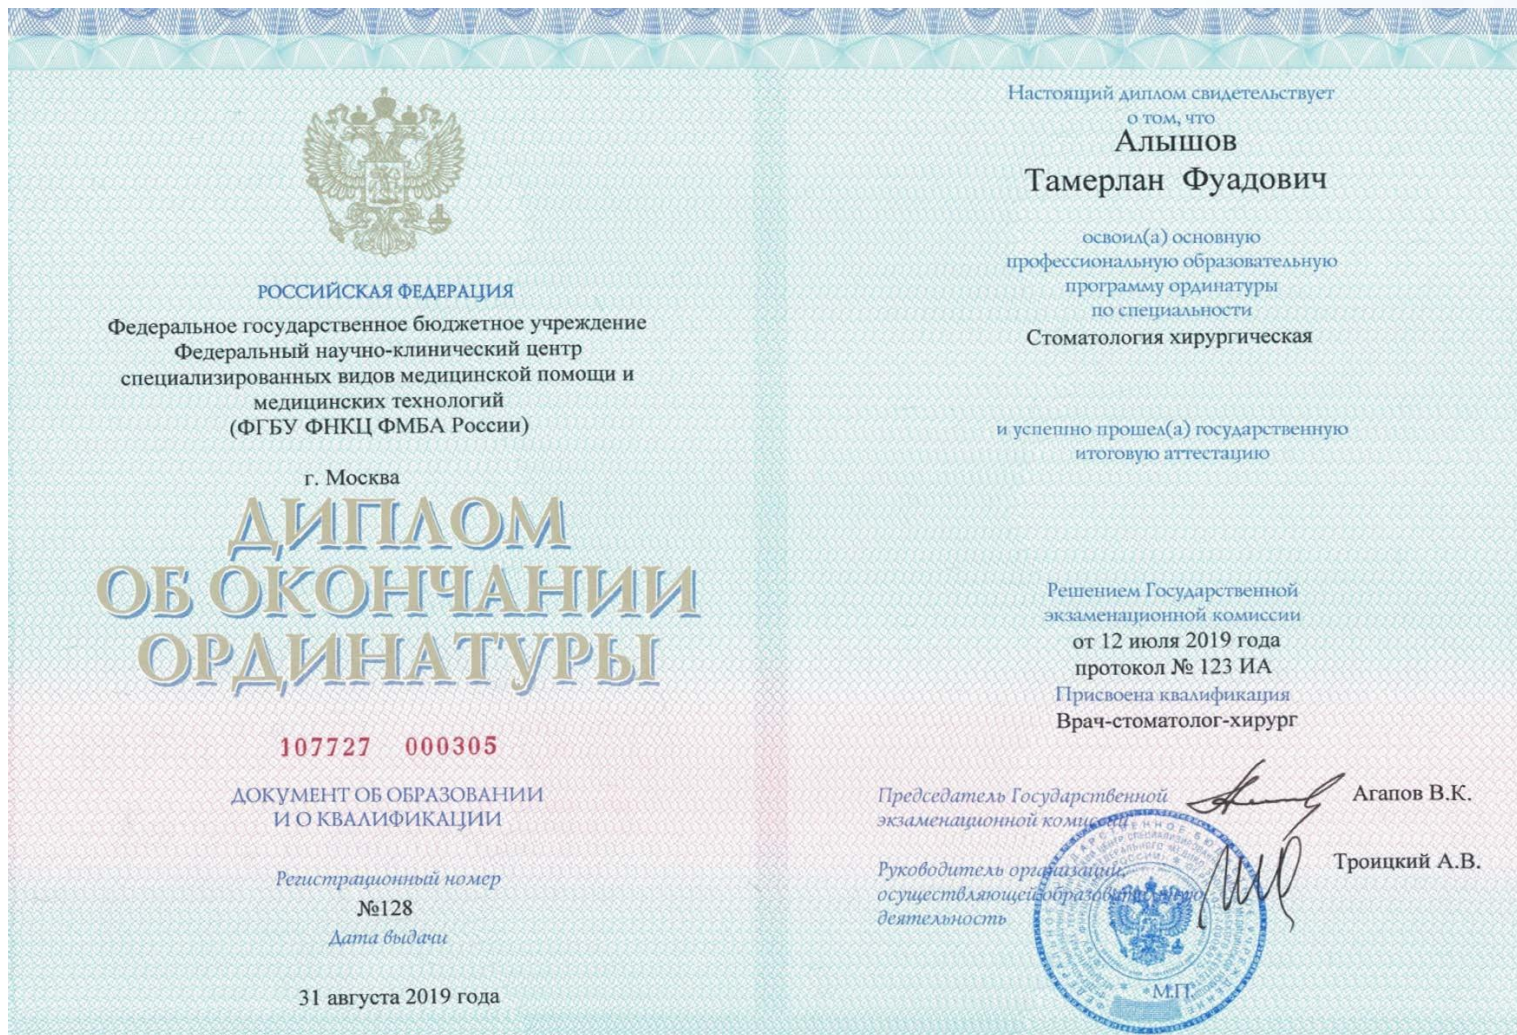 РОССИЙСКАЯ ФЕДЕРАЦИЯ
Федеральное государственное бюджетное учреждение
Федеральный научно-клинический центр
специализированных видов медицинской помощи и
медицинских технологий
(ФГБУ ФНКЦ ФМБА России)
г. Москва
ДИПЛОМ
ОБ ОКОНЧАНИИ
ОРДИНАТУРЫ
107727 000305
ДОКУМЕНТ ОБ ОБРАЗОВАНИИ
И О КВАЛИФИКАЦИИ
Регистрационный номер
№128
Дата выдачи
31 августа 2019 года
Настоящий диплом свидетельствует
о том, что
Алышов
Тамерлан Фуадович
освоил(а) основную
профессиональную образовательную
программу ординатуры
по специальности
Стоматология хирургическая
и успешно прошел(а) государственную
итоговую аттестацию
Решением Государственной
экзаменационной комиссии
от 12 июля 2019 года
протокол № 123 ИА
Присвоена квалификация
Врач-стоматолог-хирург
Председатель Государственной
экзаменационной комиссии
Агапов В.К.
Руководитель организации,
осуществляющей образовательную
деятельность
Троицкий А.В.
М.П.